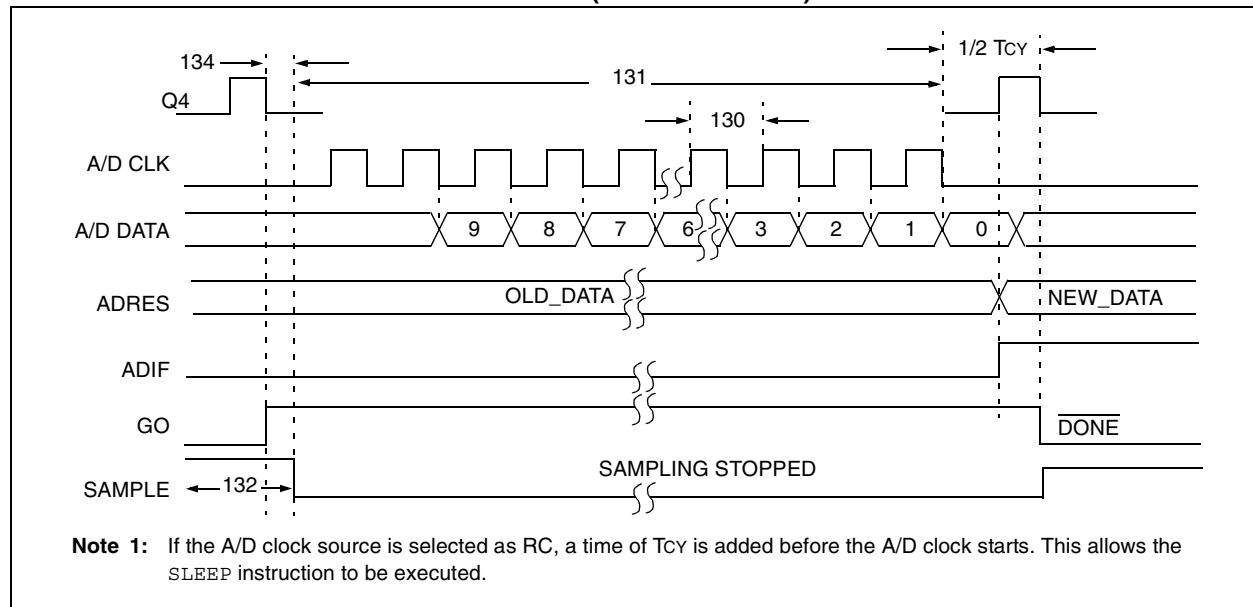 134
131
1/2 TCY
Q4
130
A/D CLK
A/D DATA
9 8 7 6 3 2 1 0
ADRES
OLD_DATA
NEW_DATA
ADIF
GO
DONE
SAMPLING STOPPED
SAMPLE
132
Note 1: If the A/D clock source is selected as RC, a time of TCY is added before the A/D clock starts. This allows the
SLEEP instruction to be executed.